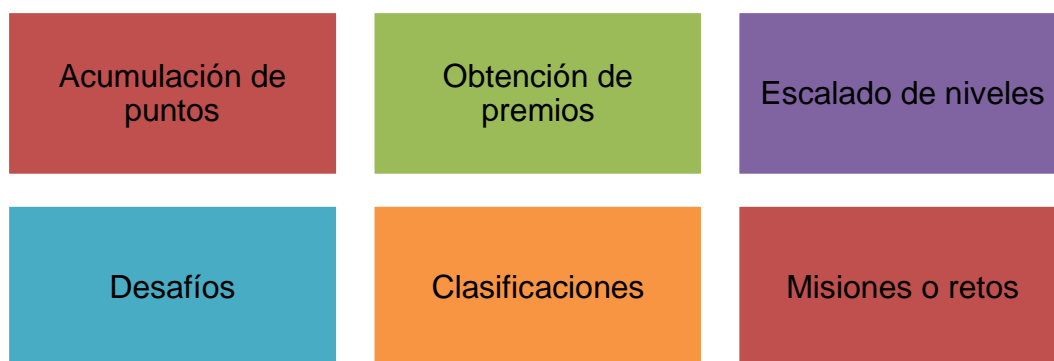 Acumulación de
puntos
Obtención de
premios
Escalado de niveles
Desafíos
Clasificaciones
Misiones o retos